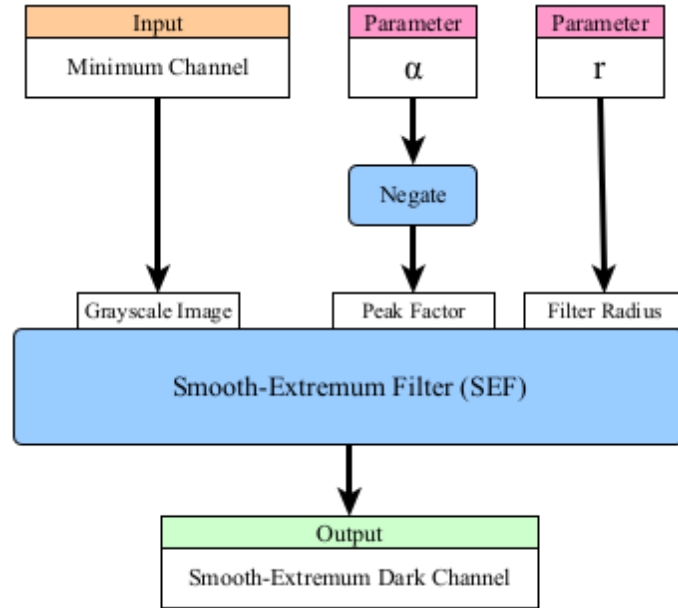 Input
Minimum Channel
Parameter
α
Parameter
r
Negate
Grayscale Image
Peak Factor
Filter Radius
Smooth-Extremum Filter (SEF)
Output
Smooth-Extremum Dark Channel